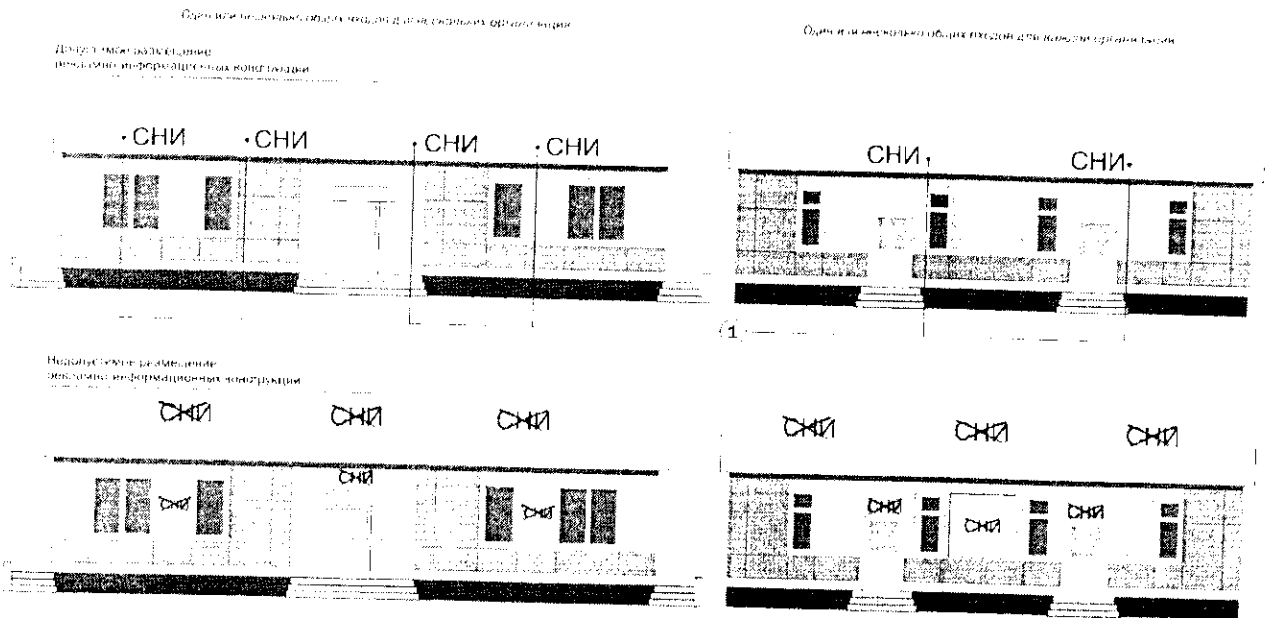 Один или несколько общих входов для нескольких организаций
Один или несколько общих входов для каждой организации
Допустимое размещение
рекламно-информационных конструкций
СНИ СНИ СНИ СНИ
СНИ СНИ
1
Недопустимое размещение
рекламно-информационных конструкций
СНИ СНИ СНИ
СНИ СНИ СНИ
СНИ
СНИ СНИ
СНИ СНИ СНИ